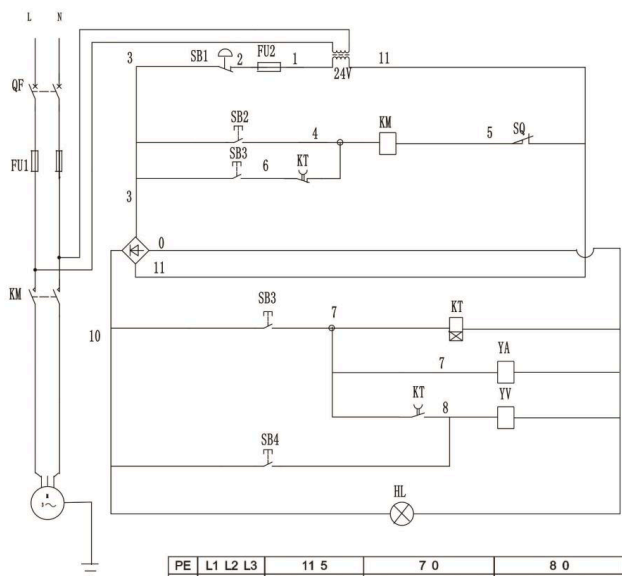 L N
3 SB1 2 FU2 1 11
24V
QF
SB2 4 KM 5 SQ
SB3 6 KT
FU1
3
0
11
KM
SB3 7 KT
10
7 YA
KT 8 YV
SB4
HL
PE L1 L2 L3 11 5 7 0 8 0